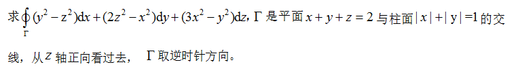 求∮_Γ (y²−z²)dx+(2z²−x²)dy+(3x²−y²)dz, Γ 是平面 x+y+z=2 与柱面|x|+|y|=1的交
线，从z 轴正向看过去， Γ取逆时针方向。